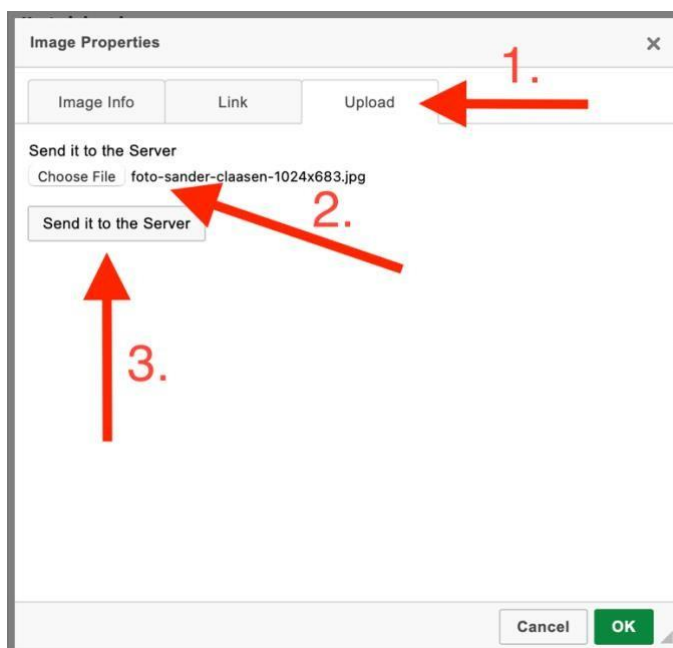 Image Properties
1.
Image Info Link Upload
Send it to the Server
Choose File foto-sander-claasen-1024x683.jpg
2.
Send it to the Server
3.
Cancel OK